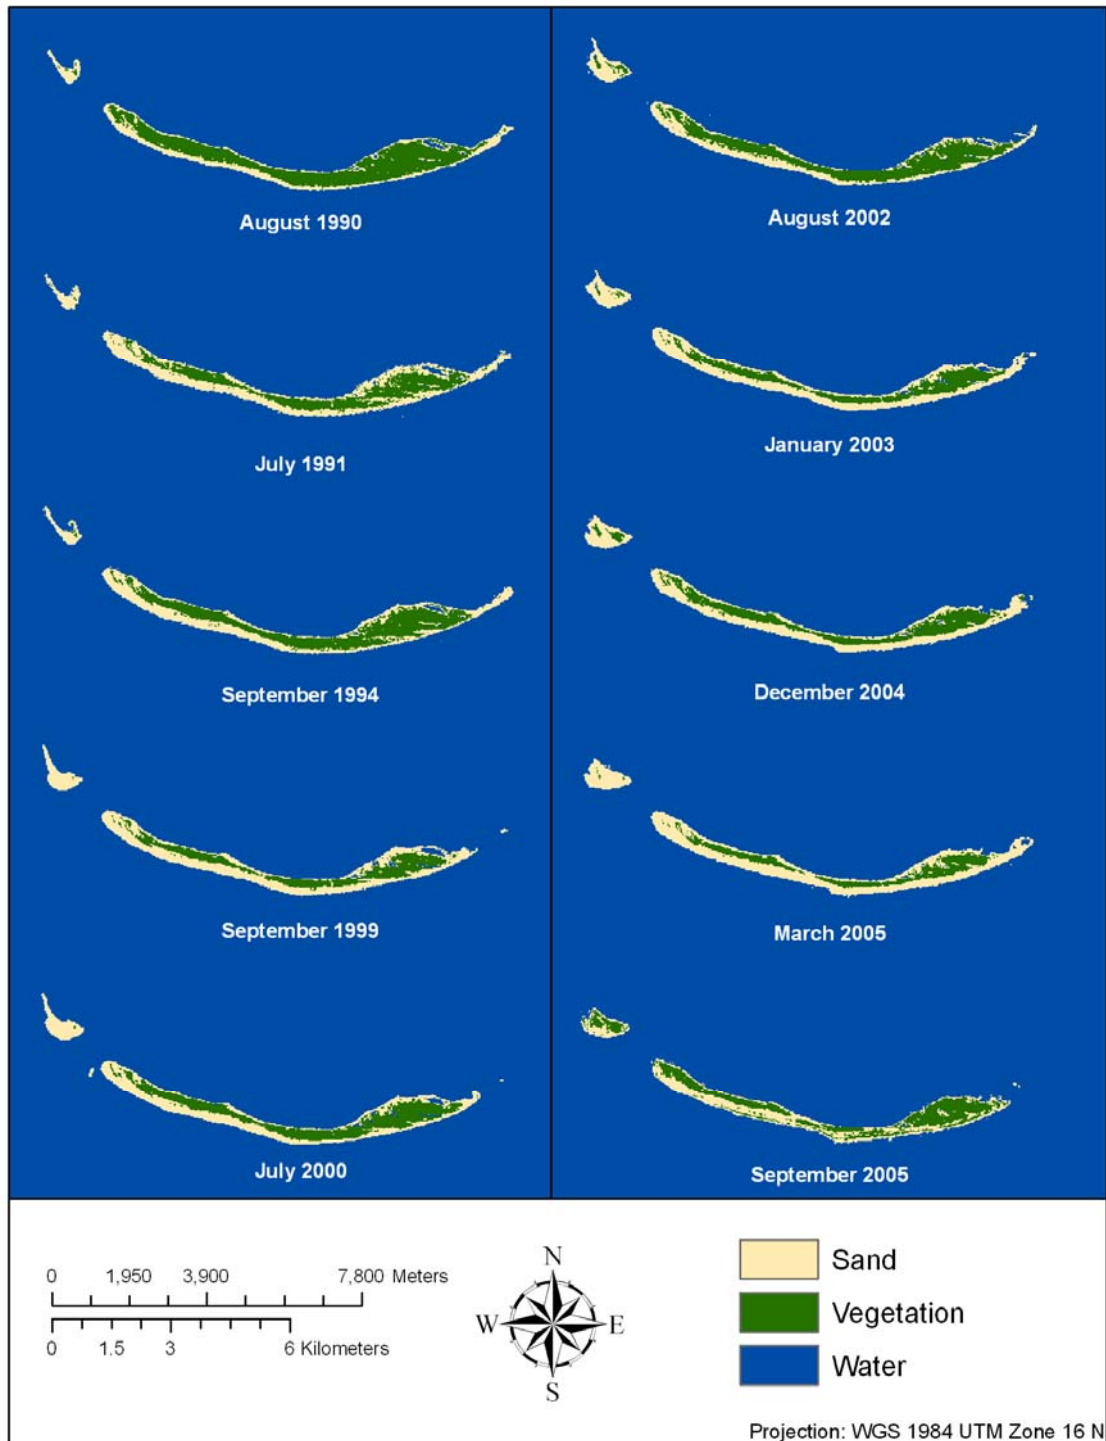 August 1990
August 2002
July 1991
January 2003
September 1994
December 2004
September 1999
March 2005
July 2000
September 2005
0 1,950 3,900 7,800 Meters
0 1.5 3 6 Kilometers
N
W E
S
Sand
Vegetation
Water
Projection: WGS 1984 UTM Zone 16 N